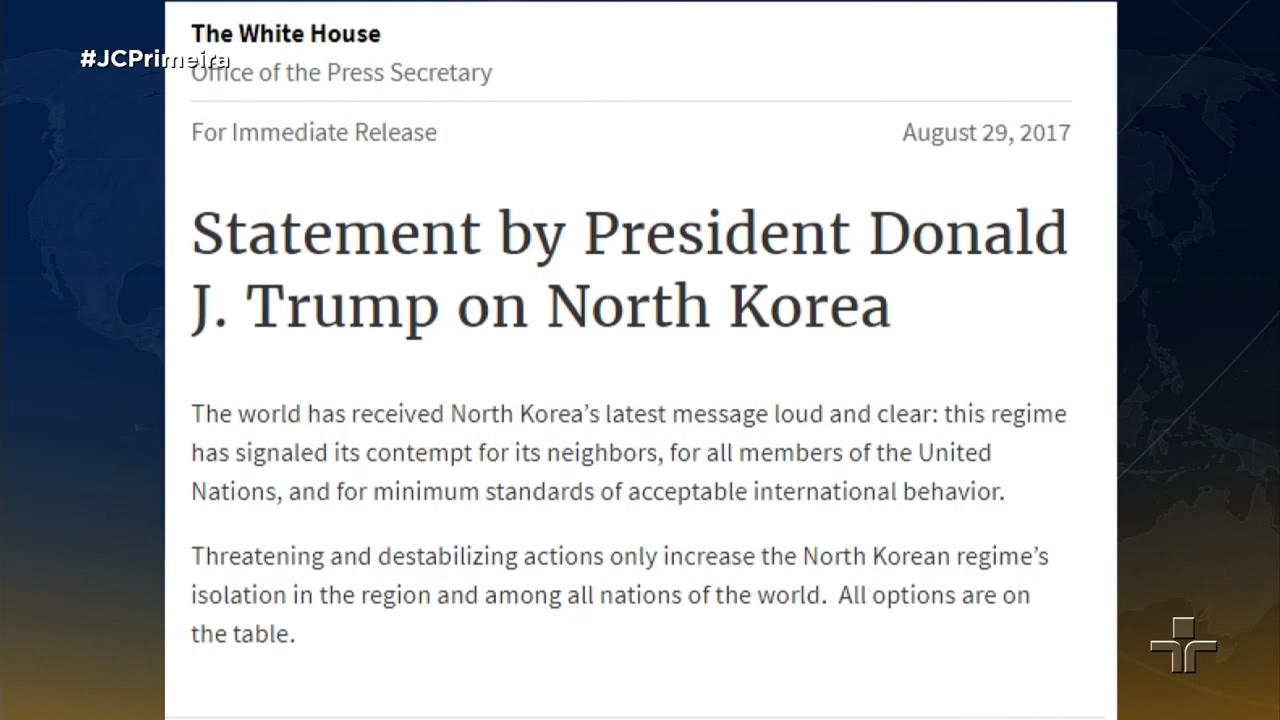 The White House
#JCPrimeira
Office of the Press Secretary
For Immediate Release
August 29, 2017
Statement by President Donald
J. Trump on North Korea
The world has received North Korea’s latest message loud and clear: this regime
has signaled its contempt for its neighbors, for all members of the United
Nations, and for minimum standards of acceptable international behavior.
Threatening and destabilizing actions only increase the North Korean regime’s
isolation in the region and among all nations of the world.  All options are on
the table.